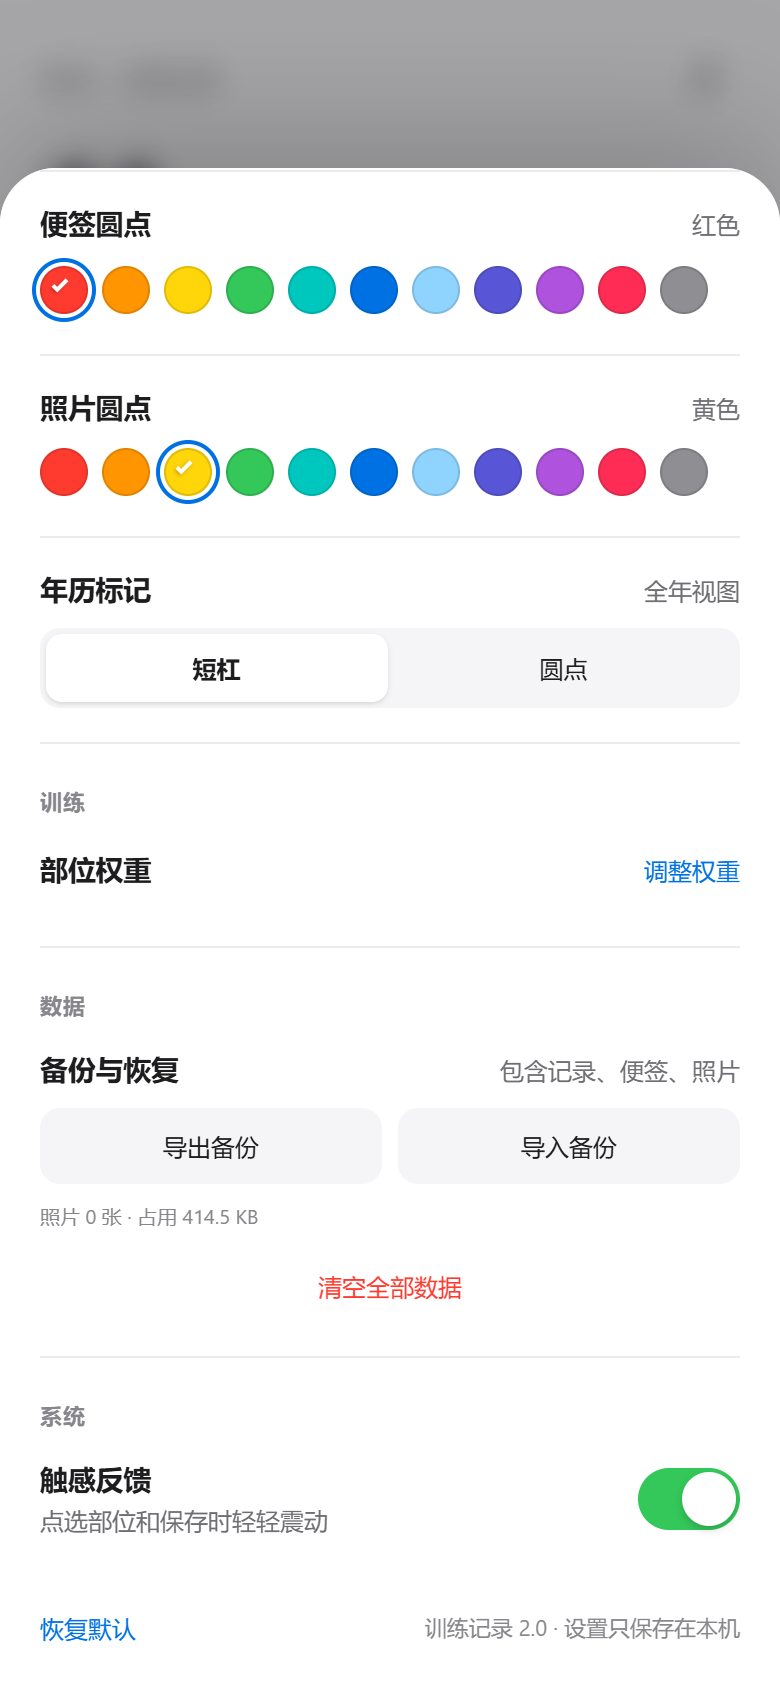 便签圆点 红色
照片圆点 黄色
年历标记 全年视图
短杠 圆点
训练
部位权重 调整权重
数据
备份与恢复 包含记录、便签、照片
导出备份 导入备份
照片 0 张 · 占用 414.5 KB
清空全部数据
系统
触感反馈
点选部位和保存时轻轻震动
恢复默认 训练记录 2.0 · 设置只保存在本机